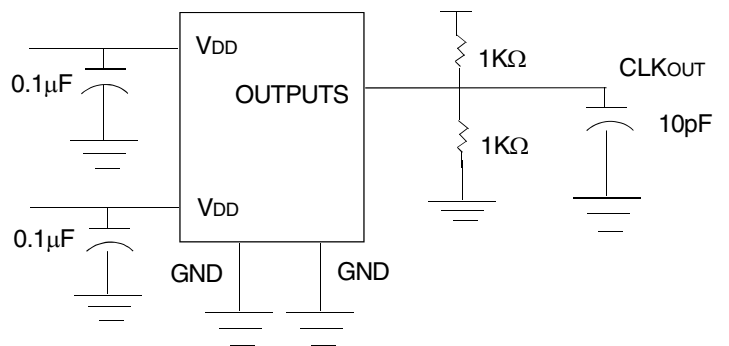 VDD
1KΩ
CLKOUT
0.1μF
OUTPUTS
10pF
1KΩ
VDD
0.1μF
GND
GND